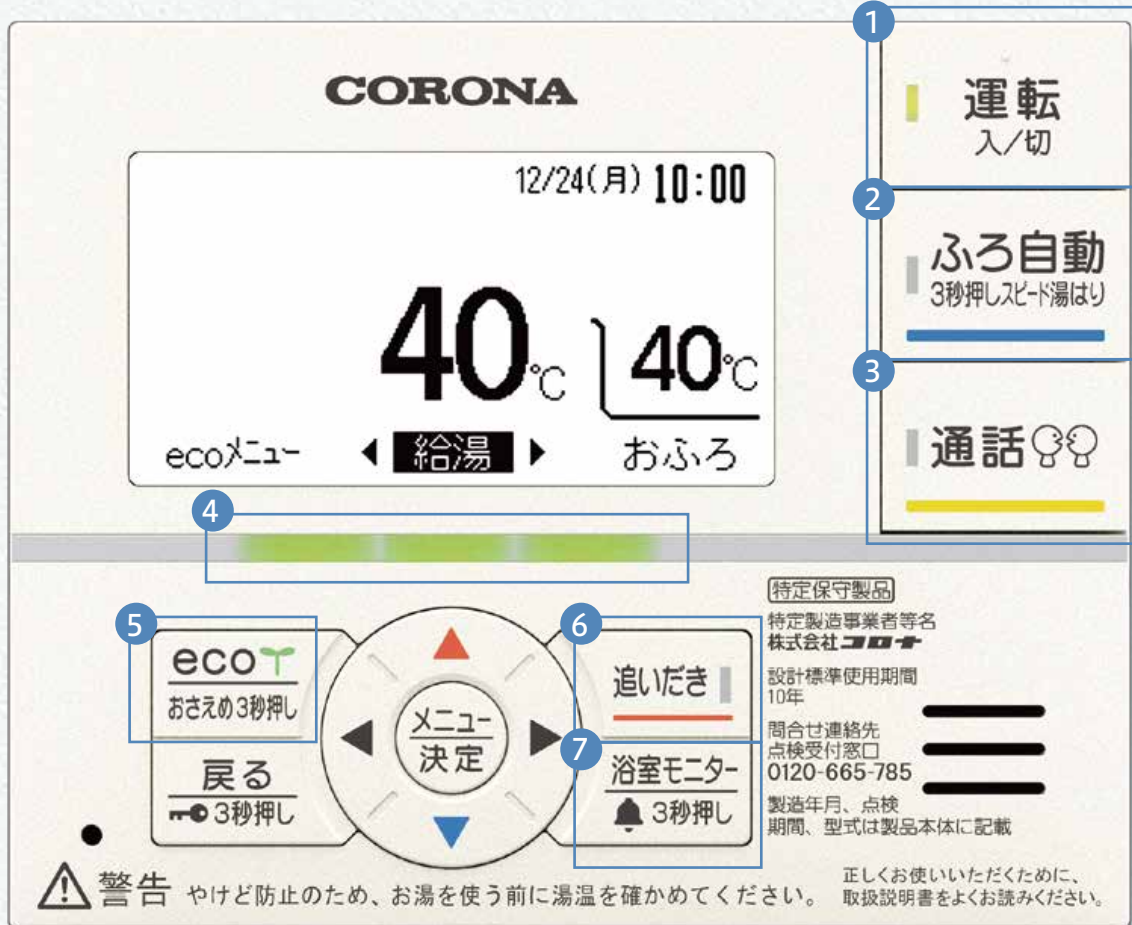 1
CORONA
運転
入/切
12/24(月) 10:00
2
ふろ自動
3秒押しスピード湯はり
40℃
40℃
3
通話
ecoメニュー
給湯
おふろ
4
5
eco
おさえめ3秒押し
戻る
3秒押し
メニュー
決定
6
追いだき
7
浴室モニター
3秒押し
特定保守製品
特定製造事業者等名
株式会社コロナ
設計標準使用期間
10年
問合せ連絡先
点検受付窓口
0120-665-785
製造年月、点検
期間、型式は製品本体に記載
警告 やけど防止のため、お湯を使う前に湯温を確かめてください。
正しくお使いいただくために、
取扱説明書をよくお読みください。